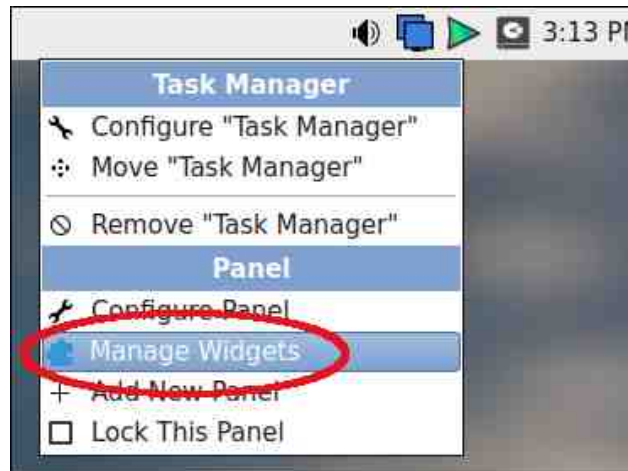 3:13 P
Task Manager
Configure "Task Manager"
Move "Task Manager"
Remove "Task Manager"
Panel
Configure Panel
Manage Widgets
Add New Panel
Lock This Panel